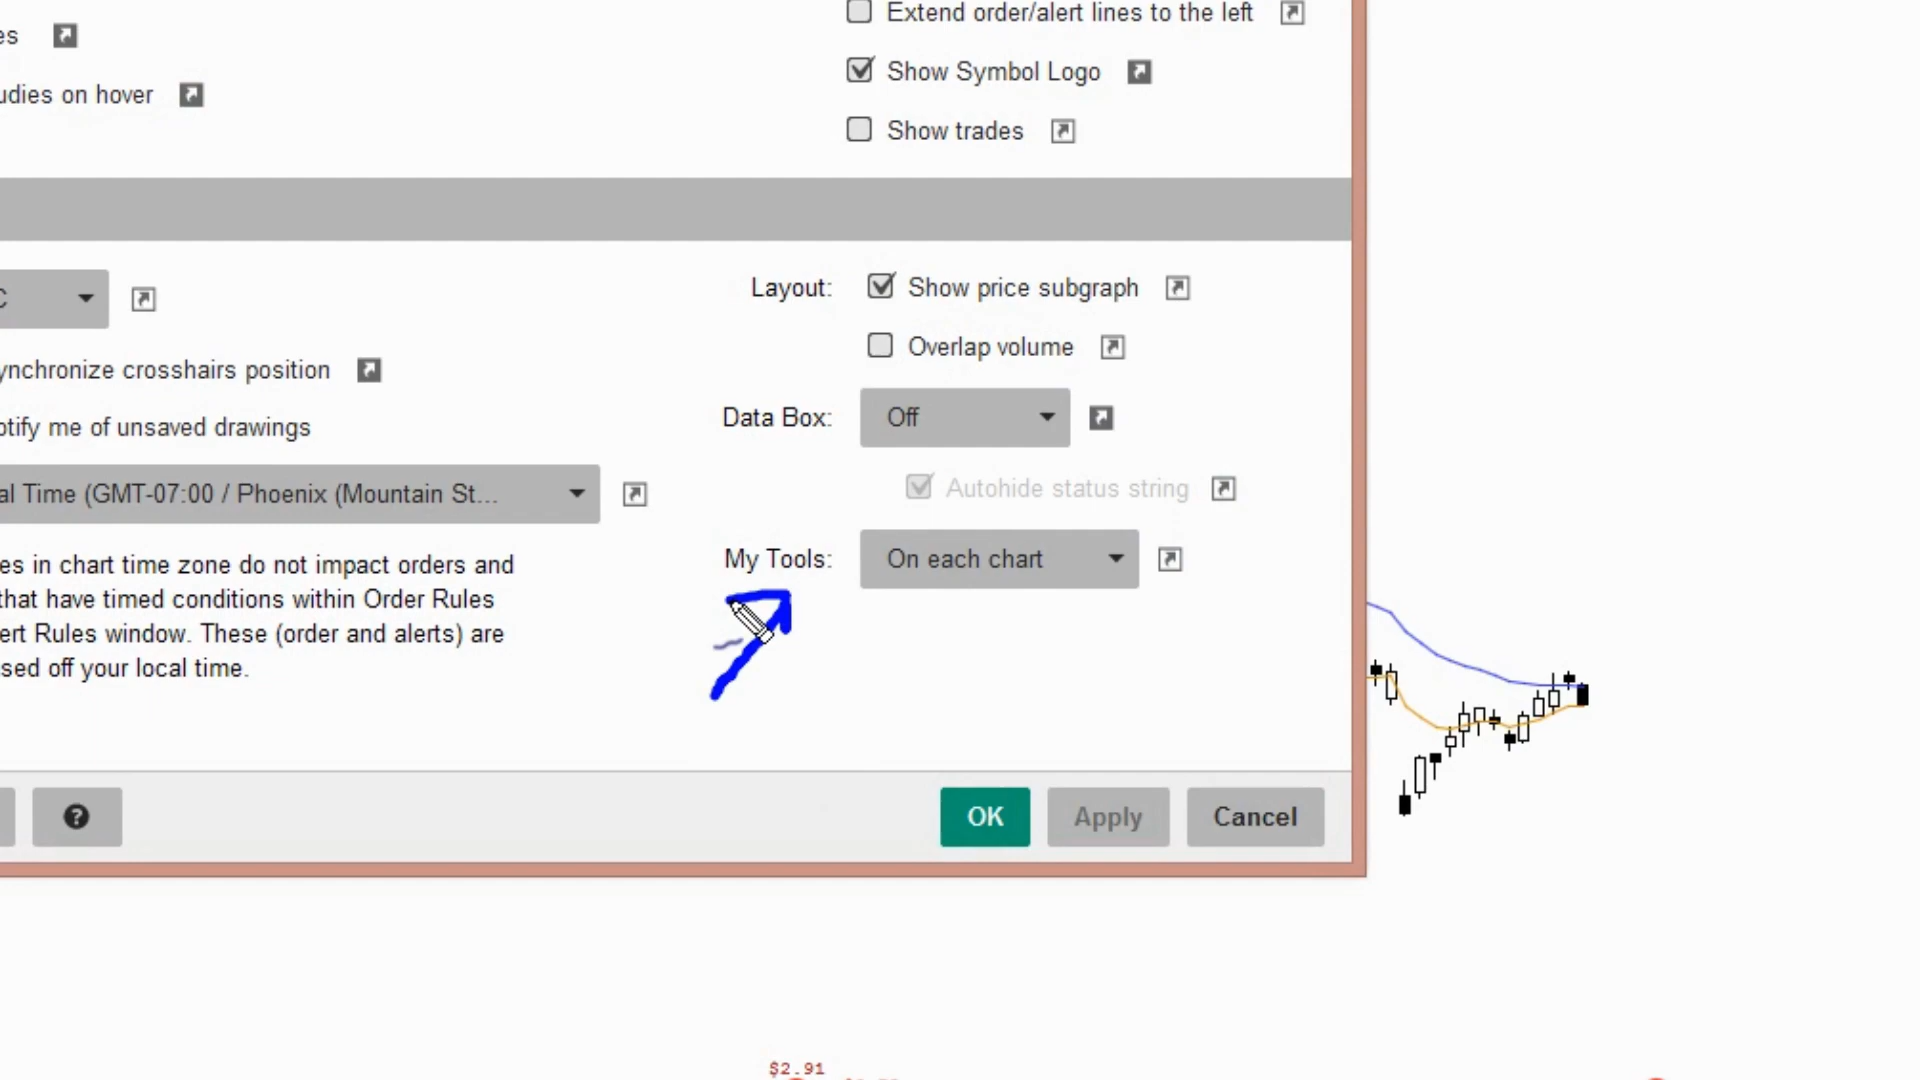 Extend order/alert lines to the left
es
Show Symbol Logo
udies on hover
Show trades
Layout: Show price subgraph
C
Overlap volume
ynchronize crosshairs position
Data Box: Off
otify me of unsaved drawings
Autohide status string
al Time (GMT-07:00 / Phoenix (Mountain St...
My Tools: On each chart
es in chart time zone do not impact orders and
that have timed conditions within Order Rules
ert Rules window. These (order and alerts) are
sed off your local time.
? OK Apply Cancel
$2.91